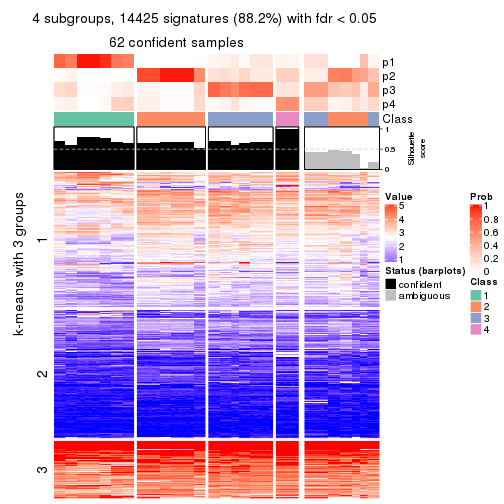 4 subgroups, 14425 signatures (88.2%) with fdr < 0.05
62 confident samples
p1
p2
p3
p4
Class
1
0.5
0
Silhouette
score
k-means with 3 groups
1
2
3
Value
5
4
3
2
1
Status (barplots)
confident
ambiguous
Prob
1
0.8
0.6
0.4
0.2
0
Class
1
2
3
4